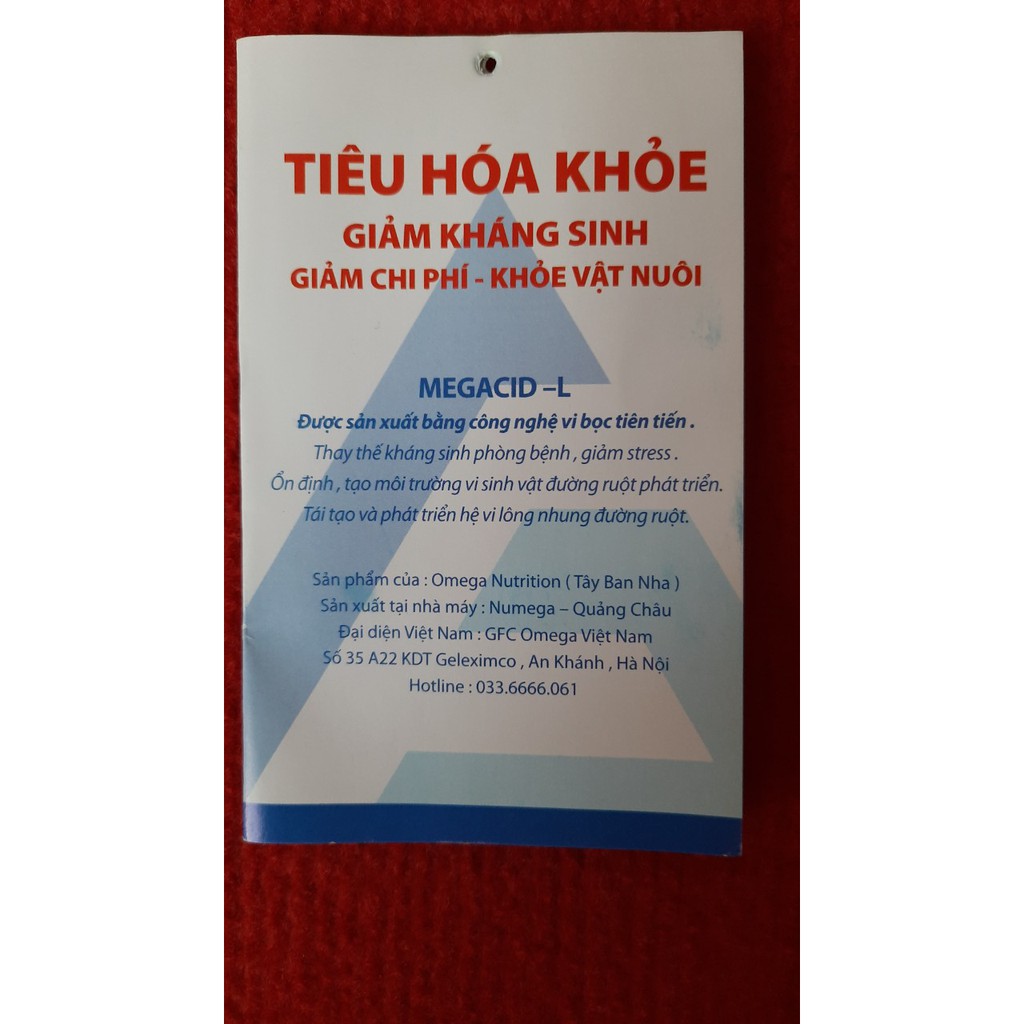 TIÊU HÓA KHỎE
GIẢM KHÁNG SINH
GIẢM CHI PHÍ - KHỎE VẬT NUÔI
MEGACID –L
Được sản xuất bằng công nghệ vi bọc tiên tiến .
Thay thế kháng sinh phòng bệnh , giảm stress .
Ổn định , tạo môi trường vi sinh vật đường ruột phát triển.
Tái tạo và phát triển hệ vi lông nhung đường ruột.
Sản phẩm của : Omega Nutrition ( Tây Ban Nha )
Sản xuất tại nhà máy : Numega – Quảng Châu
Đại diện Việt Nam : GFC Omega Việt Nam
Số 35 A22 KDT Geleximco , An Khánh , Hà Nội
Hotline : 033.6666.061